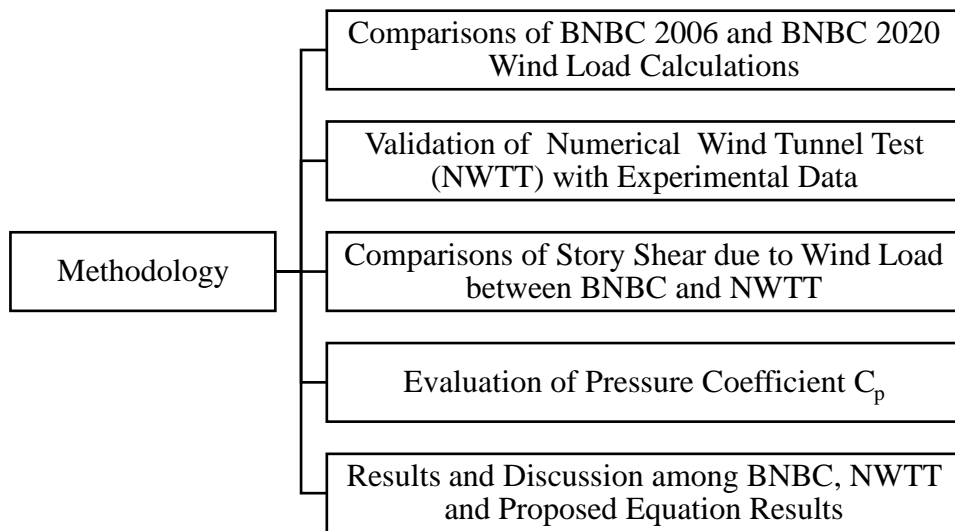 Comparisons of BNBC 2006 and BNBC 2020
Wind Load Calculations
Validation of Numerical Wind Tunnel Test
(NWTT) with Experimental Data
Methodology
Comparisons of Story Shear due to Wind Load
between BNBC and NWTT
Evaluation of Pressure Coefficient Cp
Results and Discussion among BNBC, NWTT
and Proposed Equation Results